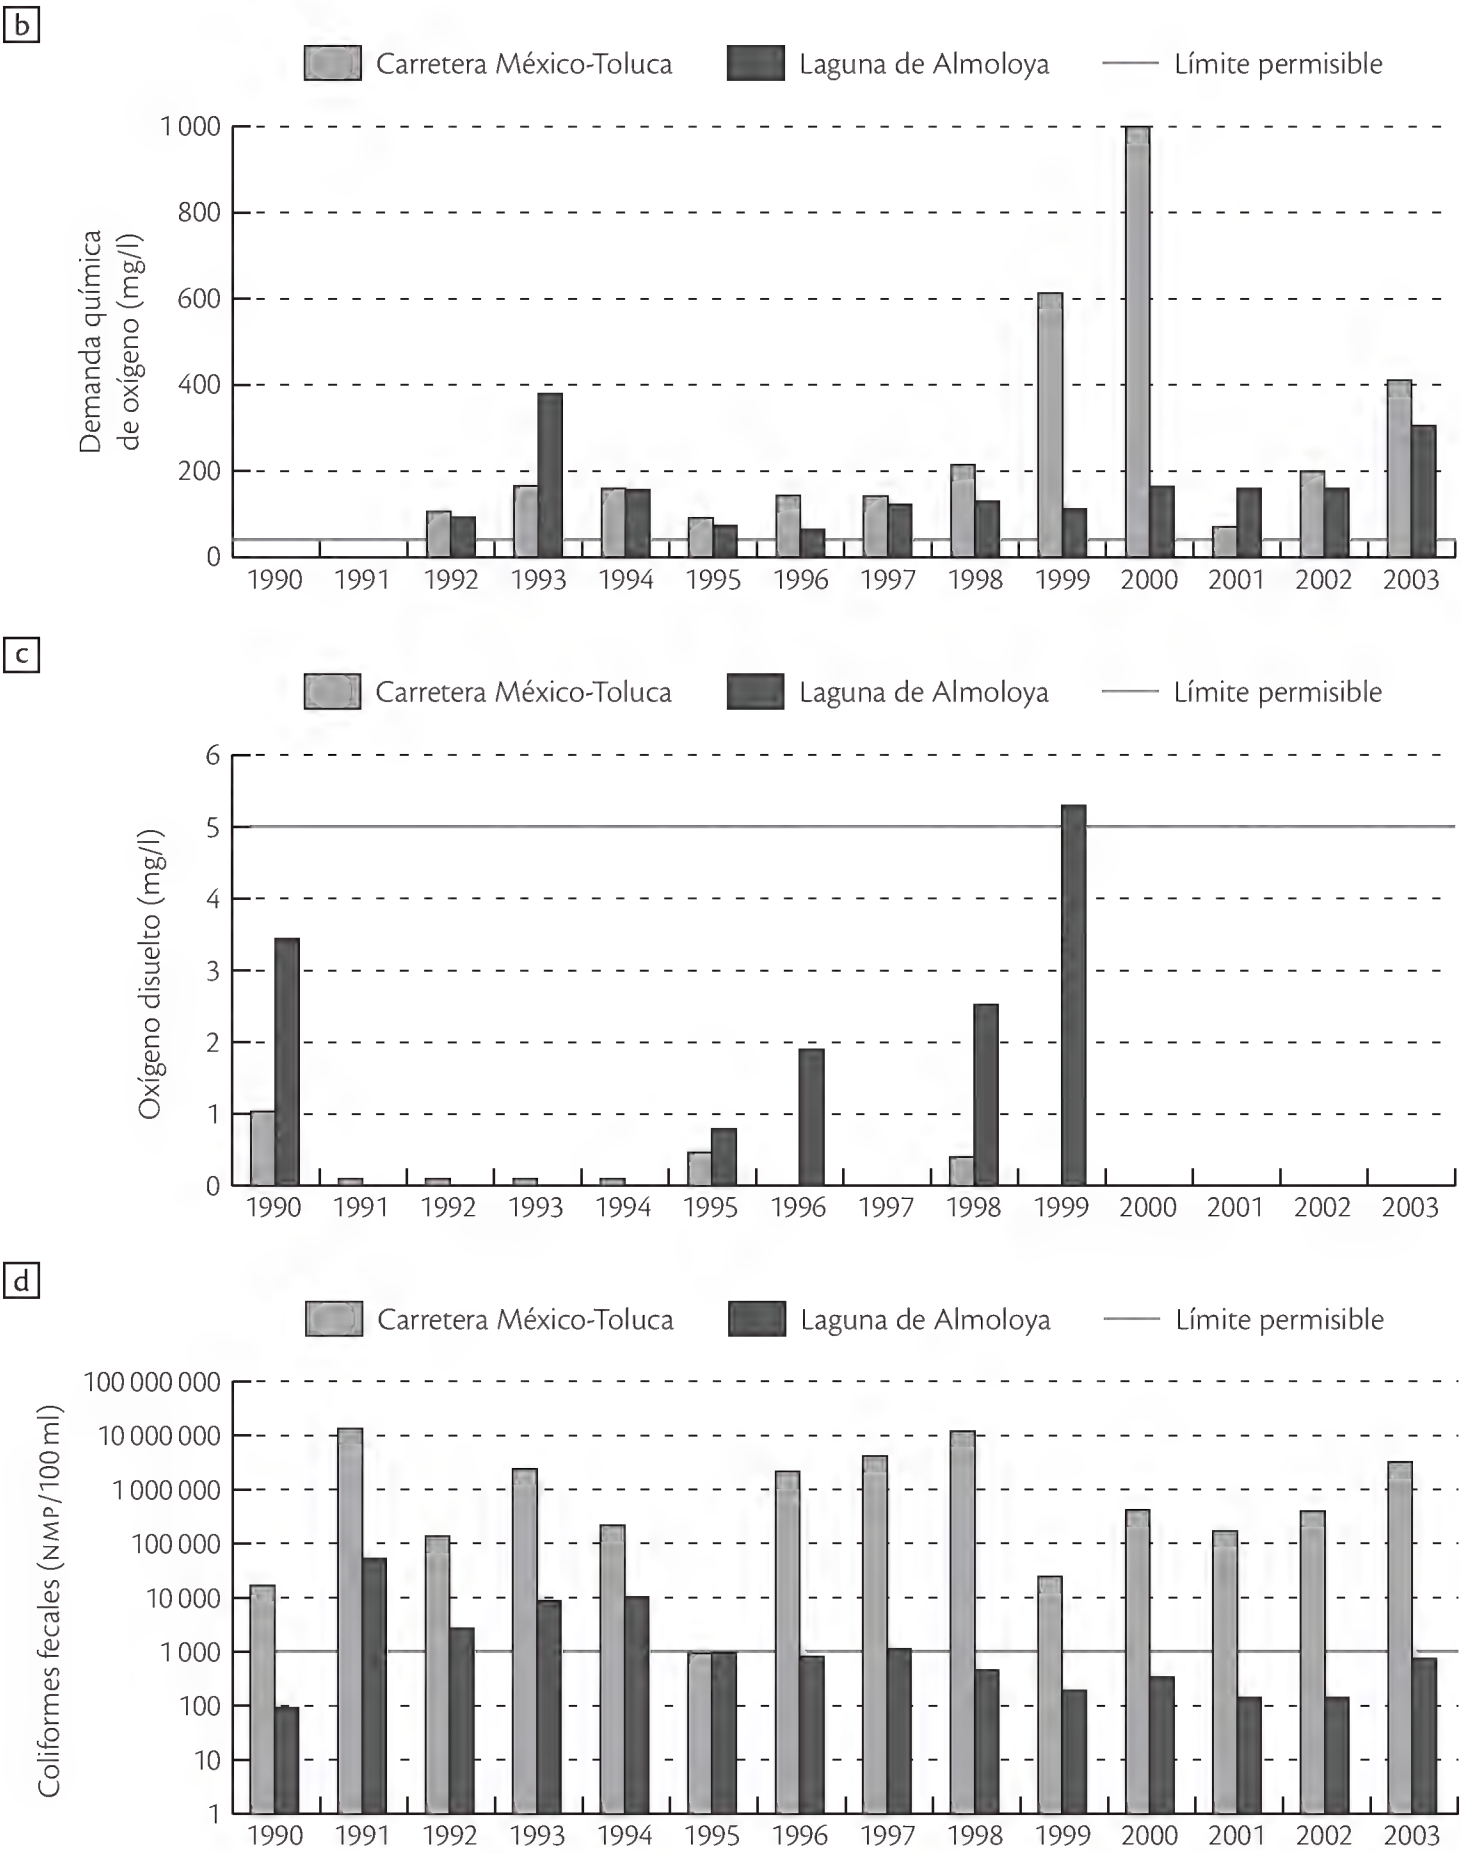 b
Carretera México-Toluca Laguna de Almoloya Límite permisible
Demanda química
de oxígeno (mg/l)
1 000
800
600
400
200
0
1990 1991 1992 1993 1994 1995 1996 1997 1998 1999 2000 2001 2002 2003
c
Carretera México-Toluca Laguna de Almoloya Límite permisible
Oxígeno disuelto (mg/l)
6
5
4
3
2
1
0
1990 1991 1992 1993 1994 1995 1996 1997 1998 1999 2000 2001 2002 2003
d
Carretera México-Toluca Laguna de Almoloya Límite permisible
Coliformes fecales (NMP/100 ml)
100 000 000
10 000 000
1 000 000
100 000
10 000
1 000
100
10
1
1990 1991 1992 1993 1994 1995 1996 1997 1998 1999 2000 2001 2002 2003